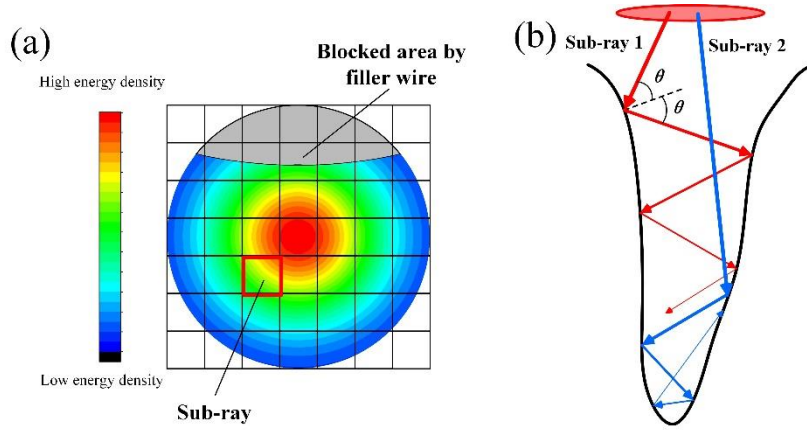 (a)
High energy density
Blocked area by
filler wire
Low energy density
Sub-ray
(b)
Sub-ray 1
Sub-ray 2
θ
θ